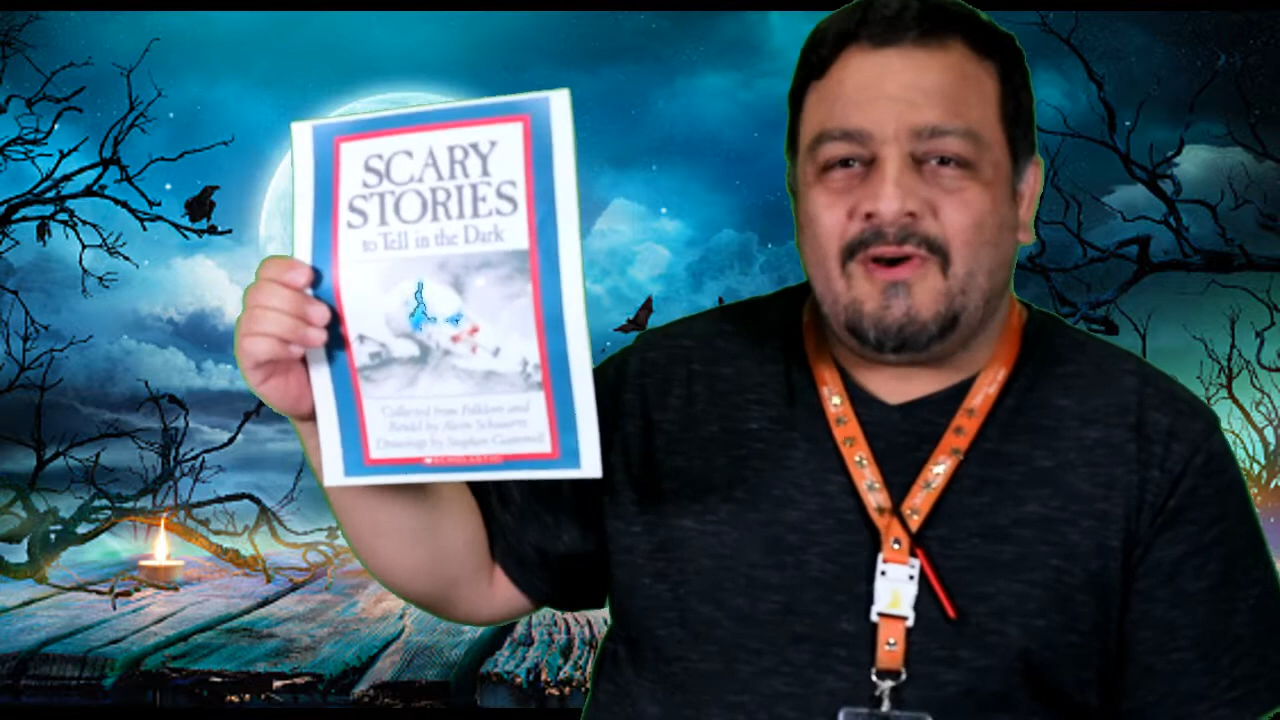 SCARY
STORIES
to Tell in the Dark
Collected from Folklore and
Retold by Alvin Schwartz
Drawings by Stephen Gammell
SCHOLASTIC